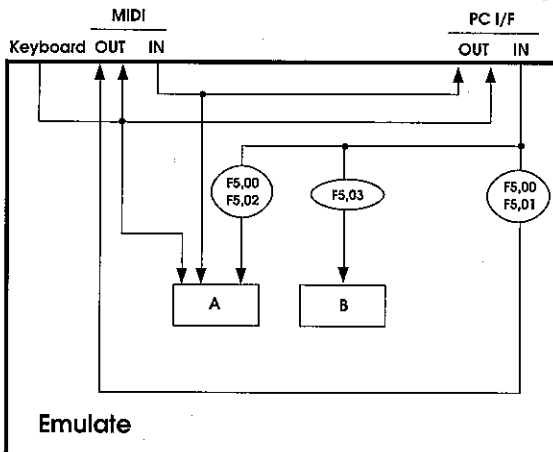 MIDI
PC I/F
Keyboard OUT IN
OUT IN
F5,00
F5,02
F5,03
F5,00
F5,01
A
B
Emulate